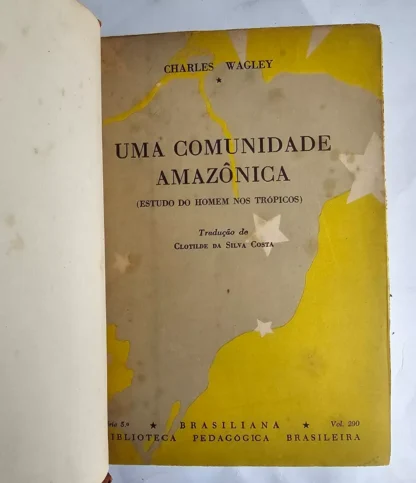 CHARLES WAGLEY
★
UMA COMUNIDADE
AMAZÔNICA
(ESTUDO DO HOMEM NOS TRÓPICOS)
Tradução de
CLOTILDE DA SILVA COSTA
5.ª ★ BRASILIANA ★ Vol. 290
BIBLIOTECA PEDAGÓGICA BRASILEIRA